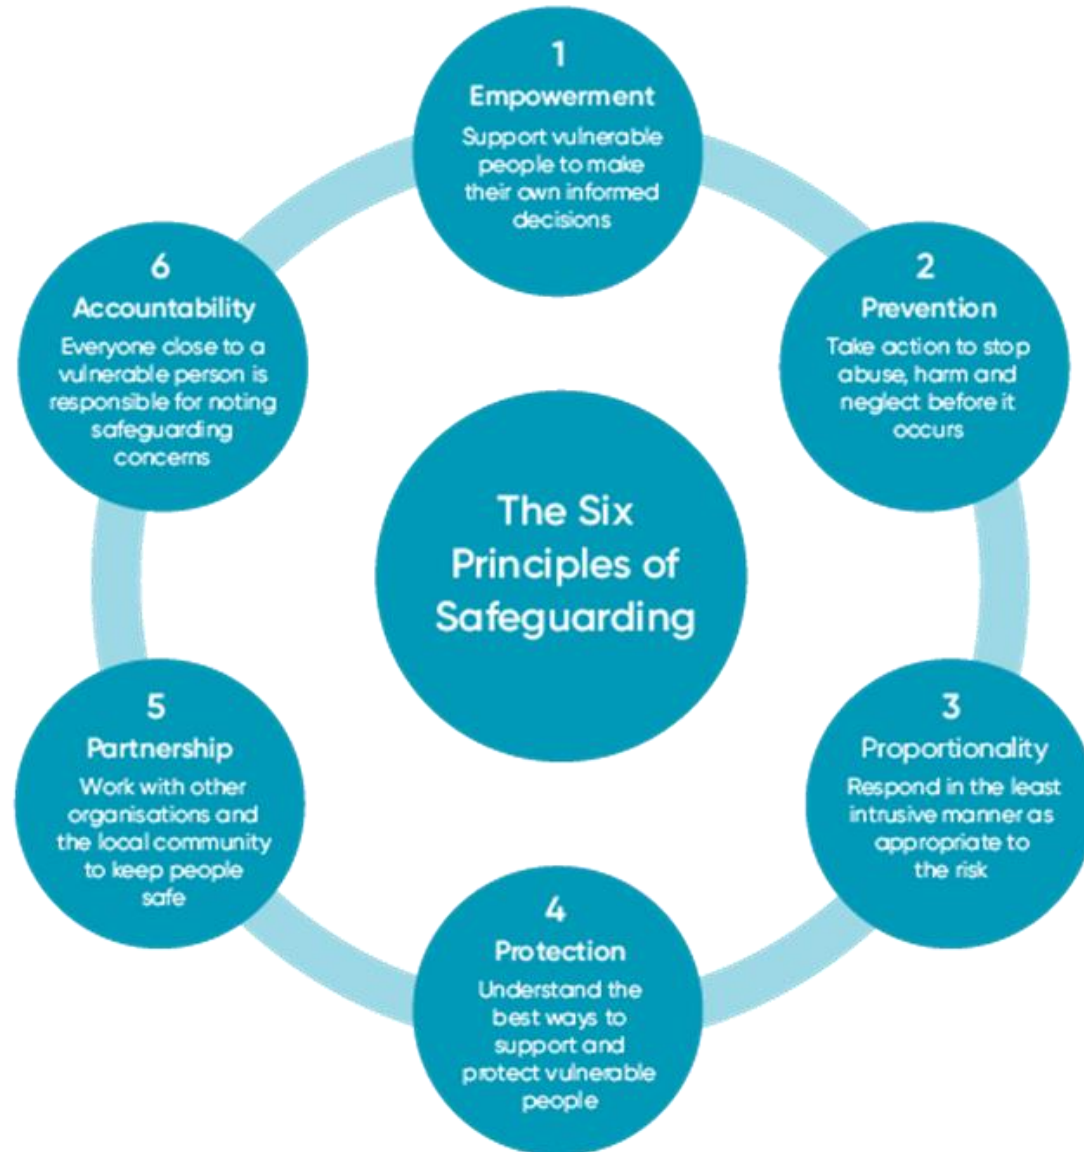 1
Empowerment
Support vulnerable
people to make
their own informed
decisions
2
Prevention
Take action to stop
abuse, harm and
neglect before it
occurs
3
Proportionality
Respond in the least
intrusive manner as
appropriate to
the risk
4
Protection
Understand the
best ways to
support and
protect vulnerable
people
5
Partnership
Work with other
organisations and
the local community
to keep people
safe
6
Accountability
Everyone close to a
vulnerable person is
responsible for noting
safeguarding
concerns
The Six
Principles of
Safeguarding